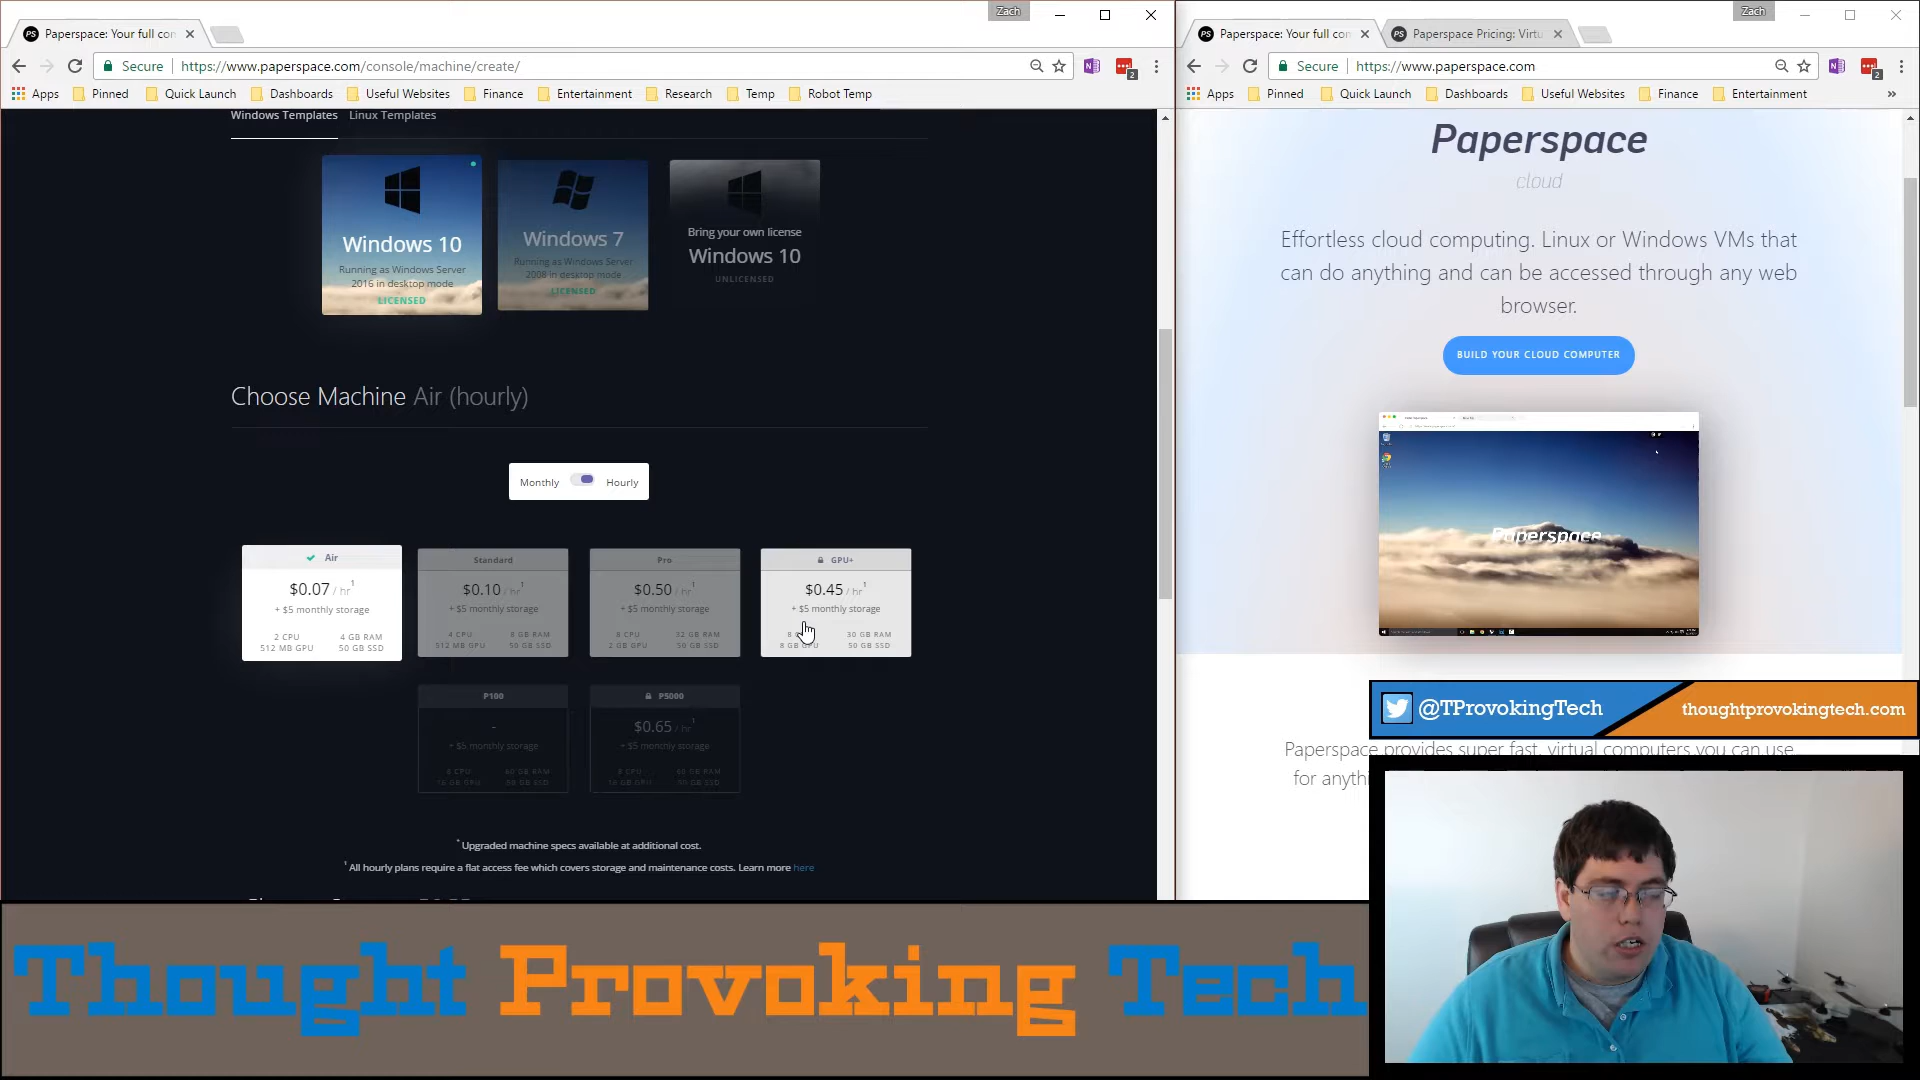 Zach
Paperspace: Your full con
Secure
https://www.paperspace.com/console/machine/create/
2
Apps
Pinned
Quick Launch
Dashboards
Useful Websites
Finance
Entertainment
Research
Temp
Robot Temp
Windows Templates
Linux Templates
Windows 10
Running as Windows Server
2016 in desktop mode
LICENSED
Windows 7
Running as Windows Server
2008 in desktop mode
LICENSED
Bring your own license
Windows 10
UNLICENSED
Choose Machine Air (hourly)
Monthly
Hourly
Air
$0.07 / hr 1
+ $5 monthly storage
2 CPU
4 GB RAM
512 MB GPU
50 GB SSD
Standard
$0.10 / hr 1
+ $5 monthly storage
4 CPU
8 GB RAM
512 MB GPU
50 GB SSD
Pro
$0.50 / hr 1
+ $5 monthly storage
8 CPU
32 GB RAM
2 GB GPU
50 GB SSD
GPU+
$0.45 / hr 1
+ $5 monthly storage
30 GB RAM
8 GB GPU
50 GB SSD
P100
-
+ $5 monthly storage
P5000
$0.65 / hr 1
+ $5 monthly storage
* Upgraded machine specs available at additional cost.
1 All hourly plans require a flat access fee which covers storage and maintenance costs. Learn more here
Zach
Paperspace: Your full con
Paperspace Pricing: Virtu
Secure
https://www.paperspace.com
2
Apps
Pinned
Quick Launch
Dashboards
Useful Websites
Finance
Entertainment
»
Paperspace
cloud
Effortless cloud computing. Linux or Windows VMs that
can do anything and can be accessed through any web
browser.
BUILD YOUR CLOUD COMPUTER
Paperspace
@TProvokingTech
thoughtprovokingtech.com
Paperspace provides super fast, virtual computers you can use
for anythi
Thought Provoking Tech